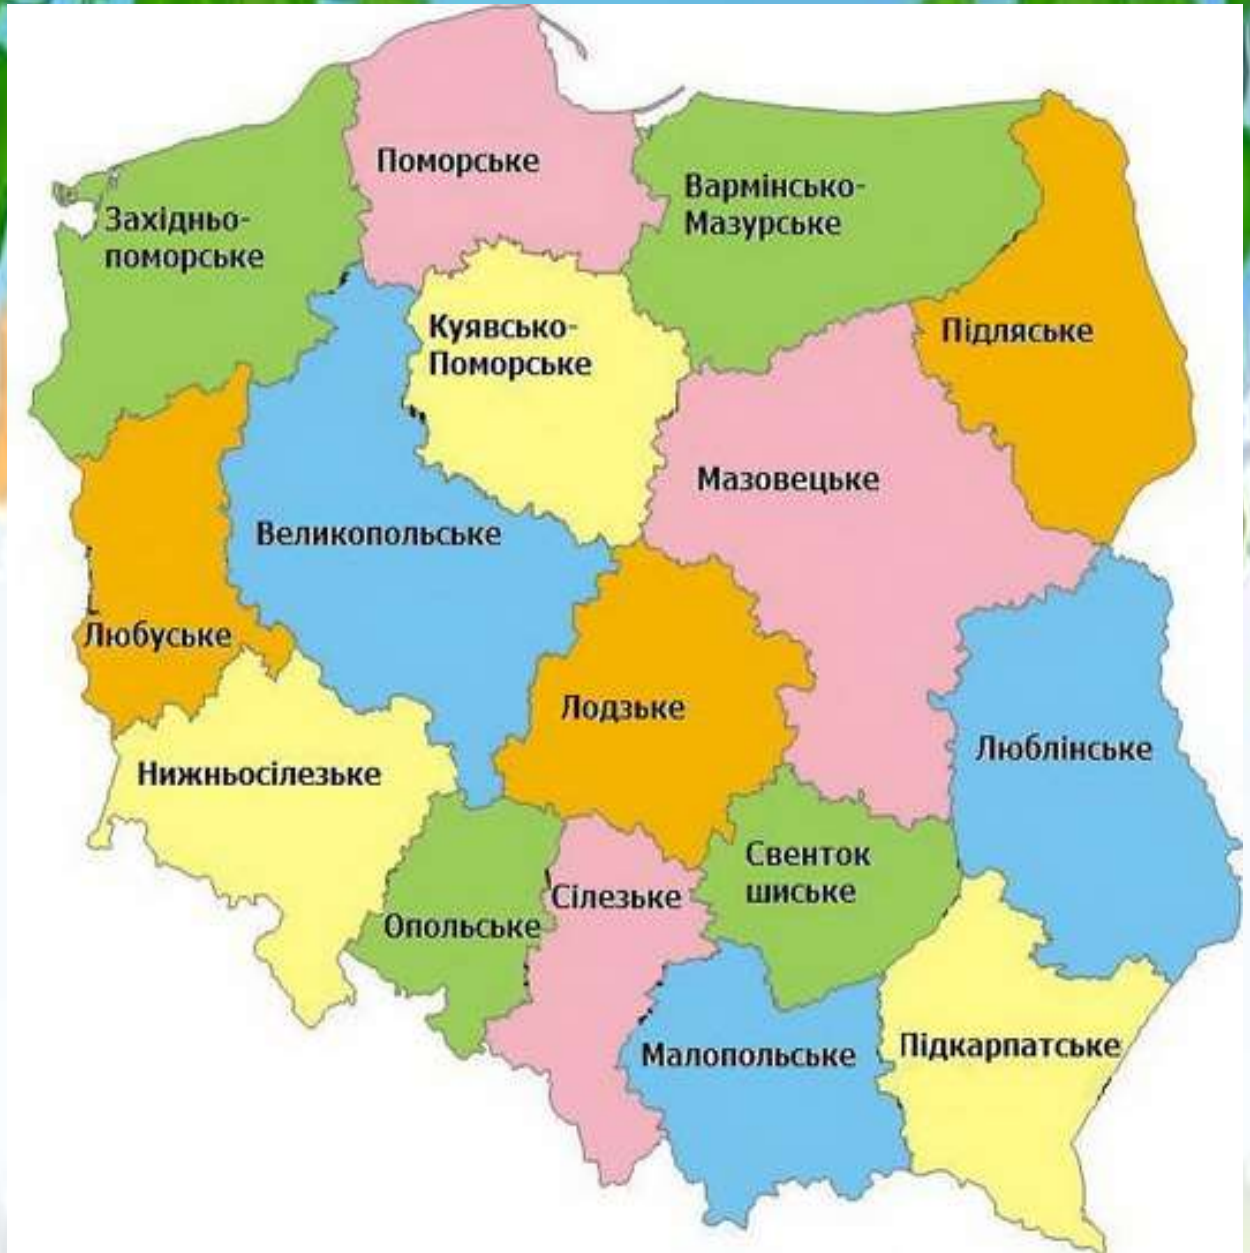 Поморське
Вармінсько-
Мазурське
Західньо-
поморське
Куявсько-
Поморське
Підляське
Мазовецьке
Великопольське
Любуське
Лодзьке
Люблінське
Нижньосілезьке
Свенток
шиське
Сілезьке
Опольське
Малопольське
Підкарпатське